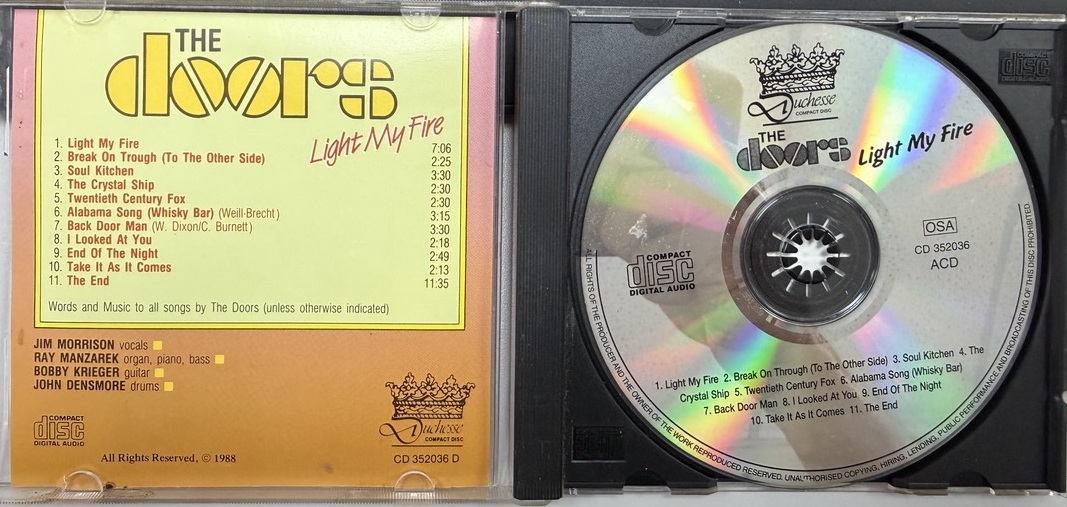 THE
doors
Light My Fire
1. Light My Fire 7:06
2. Break On Trough (To The Other Side) 2:25
3. Soul Kitchen 3:30
4. The Crystal Ship 2:30
5. Twentieth Century Fox 2:30
6. Alabama Song (Whisky Bar) (Weill-Brecht) 3:15
7. Back Door Man (W. Dixon/C. Burnett) 3:30
8. I Looked At You 2:18
9. End Of The Night 2:49
10. Take It As It Comes 2:13
11. The End 11:35
Words and Music to all songs by The Doors (unless otherwise indicated)
JIM MORRISON vocals
RAY MANZAREK organ, piano, bass
BOBBY KRIEGER guitar
JOHN DENSMORE drums
COMPACT
disc
DIGITAL AUDIO
All Rights Reserved, © 1988
Duchesse
COMPACT DISC
CD 352036 D
Duchesse
COMPACT DISC
THE
doors Light My Fire
OSA
CD 352036
ACD
COMPACT
disc
DIGITAL AUDIO
1. Light My Fire 2. Break On Through (To The Other Side) 3. Soul Kitchen 4. The
Crystal Ship 5. Twentieth Century Fox 6. Alabama Song (Whisky Bar)
7. Back Door Man 8. I Looked At You 9. End Of The Night
10. Take It As It Comes 11. The End
ALL RIGHTS OF THE PRODUCER AND THE OWNER OF THE WORK REPRODUCED RESERVED. UNAUTHORISED COPYING, HIRING, LENDING, PUBLIC PERFORMANCE AND BROADCASTING OF THIS DISC PROHIBITED.
COMPACT
disc